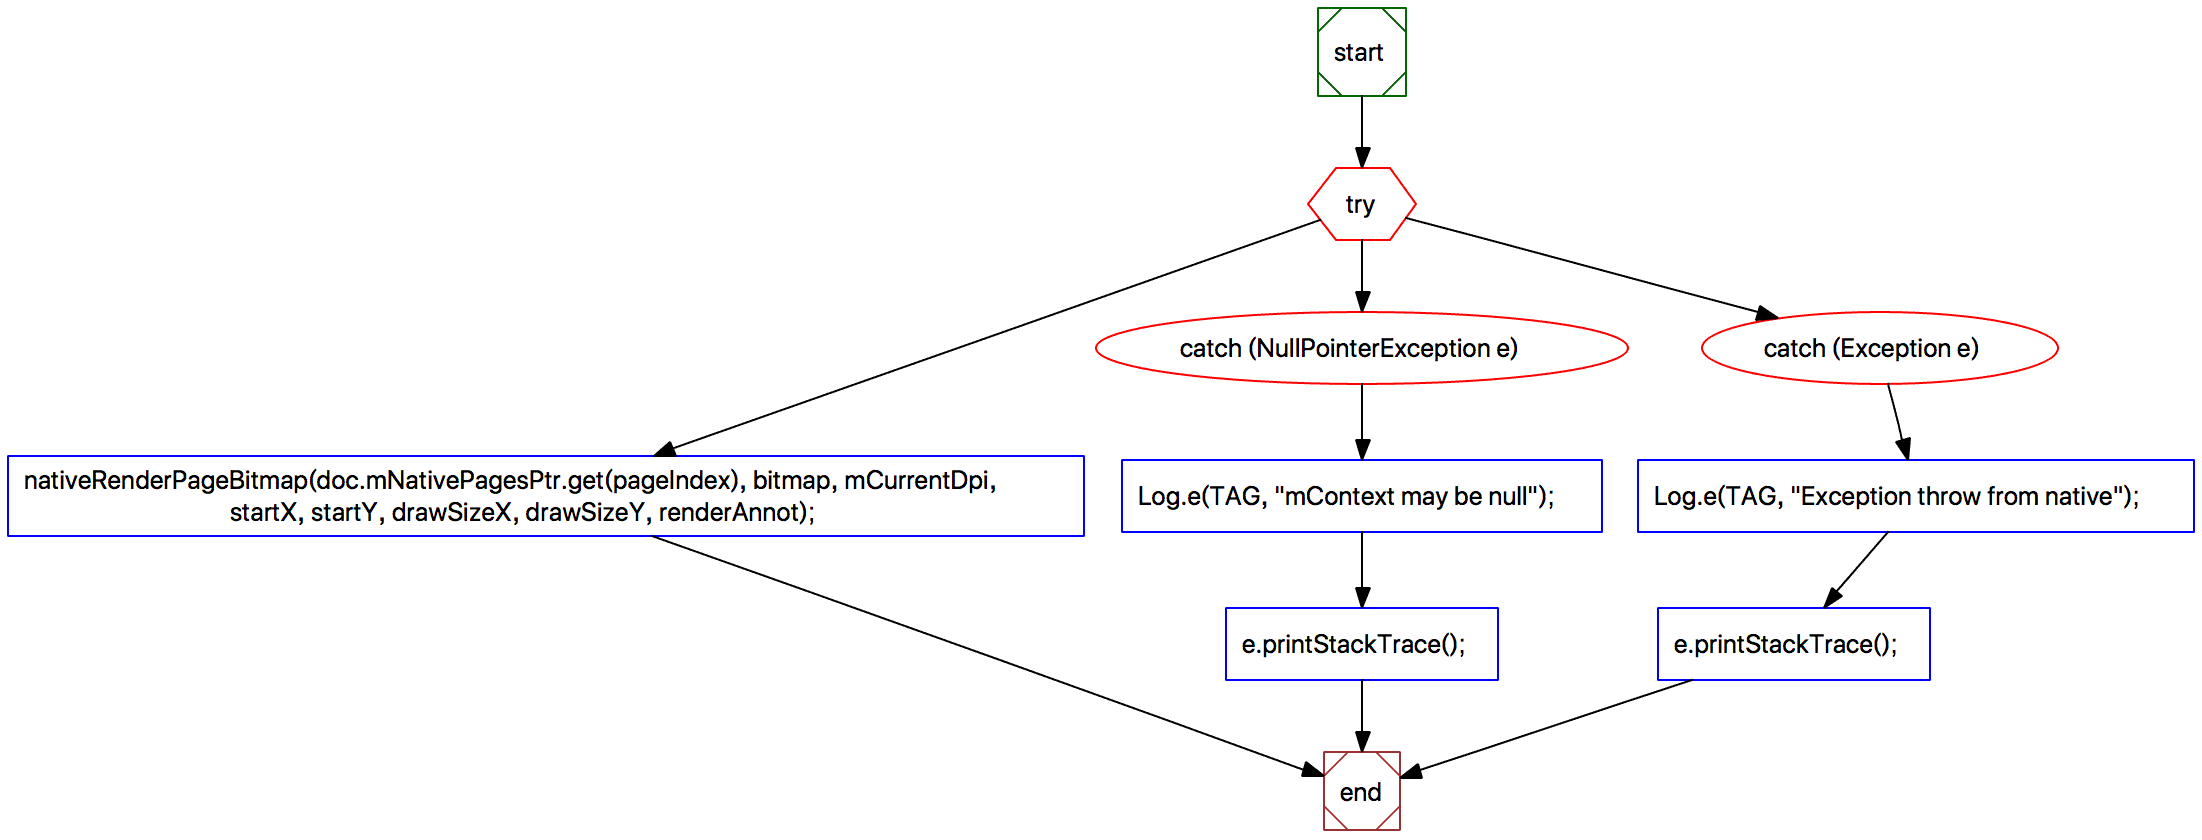 start
try
catch (NullPointerException e)
catch (Exception e)
nativeRenderPageBitmap(doc.mNativePagesPtr.get(pageIndex), bitmap, mCurrentDpi,
startX, startY, drawSizeX, drawSizeY, renderAnnot);
Log.e(TAG, "mContext may be null");
Log.e(TAG, "Exception throw from native");
e.printStackTrace();
e.printStackTrace();
end